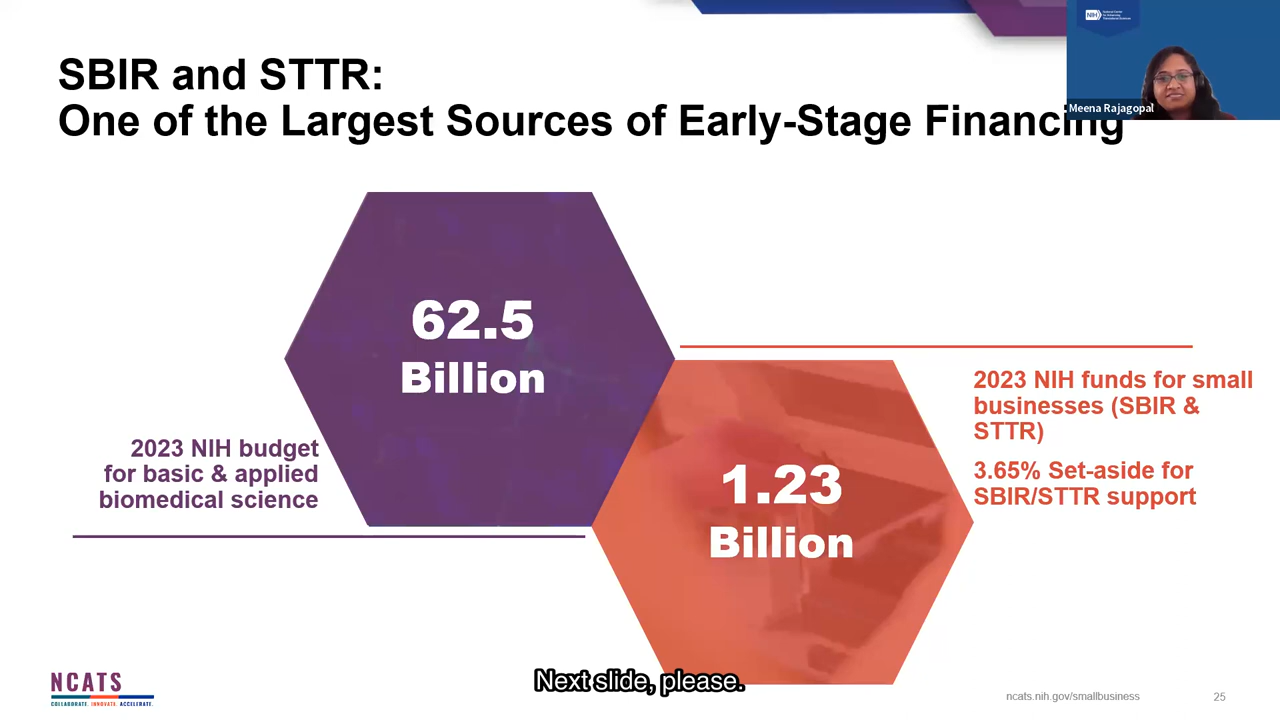 SBIR and STTR:
One of the Largest Sources of Early-Stage Financing
NIH
Meena Rajagopal
62.5
Billion
2023 NIH budget
for basic & applied
biomedical science
1.23
Billion
2023 NIH funds for small
businesses (SBIR &
STTR)
3.65% Set-aside for
SBIR/STTR support
Next slide, please.
NCATS
COLLABORATE. INNOVATE. ACCELERATE.
ncats.nih.gov/smallbusiness
25